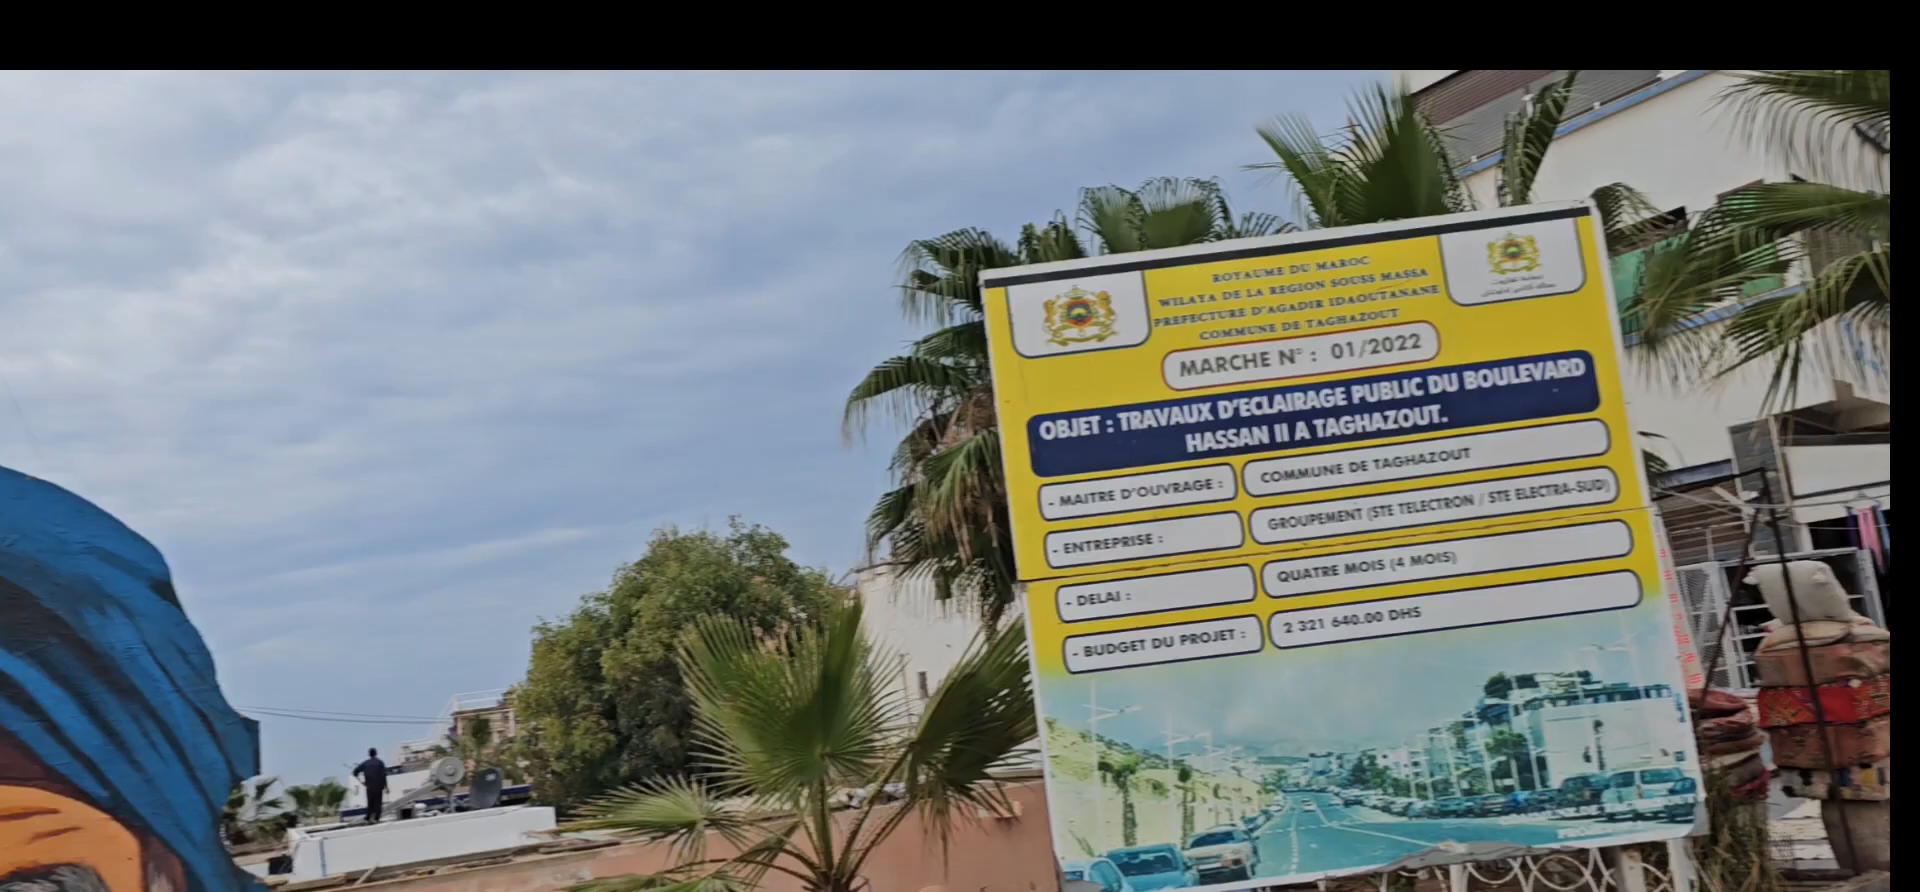 ROYAUME DU MAROC
WILAYA DE LA REGION SOUSS MASSA
PREFECTURE D'AGADIR IDAOUTANANE
COMMUNE DE TAGHAZOUT
MARCHE N° : 01/2022
OBJET : TRAVAUX D'ECLAIRAGE PUBLIC DU BOULEVARD
HASSAN II A TAGHAZOUT.
- MAITRE D'OUVRAGE : COMMUNE DE TAGHAZOUT
- ENTREPRISE : GROUPEMENT (STE TELECTRON / STE ELECTRA-SUD)
- DELAI : QUATRE MOIS (4 MOIS)
- BUDGET DU PROJET : 2 321 640.00 DHS